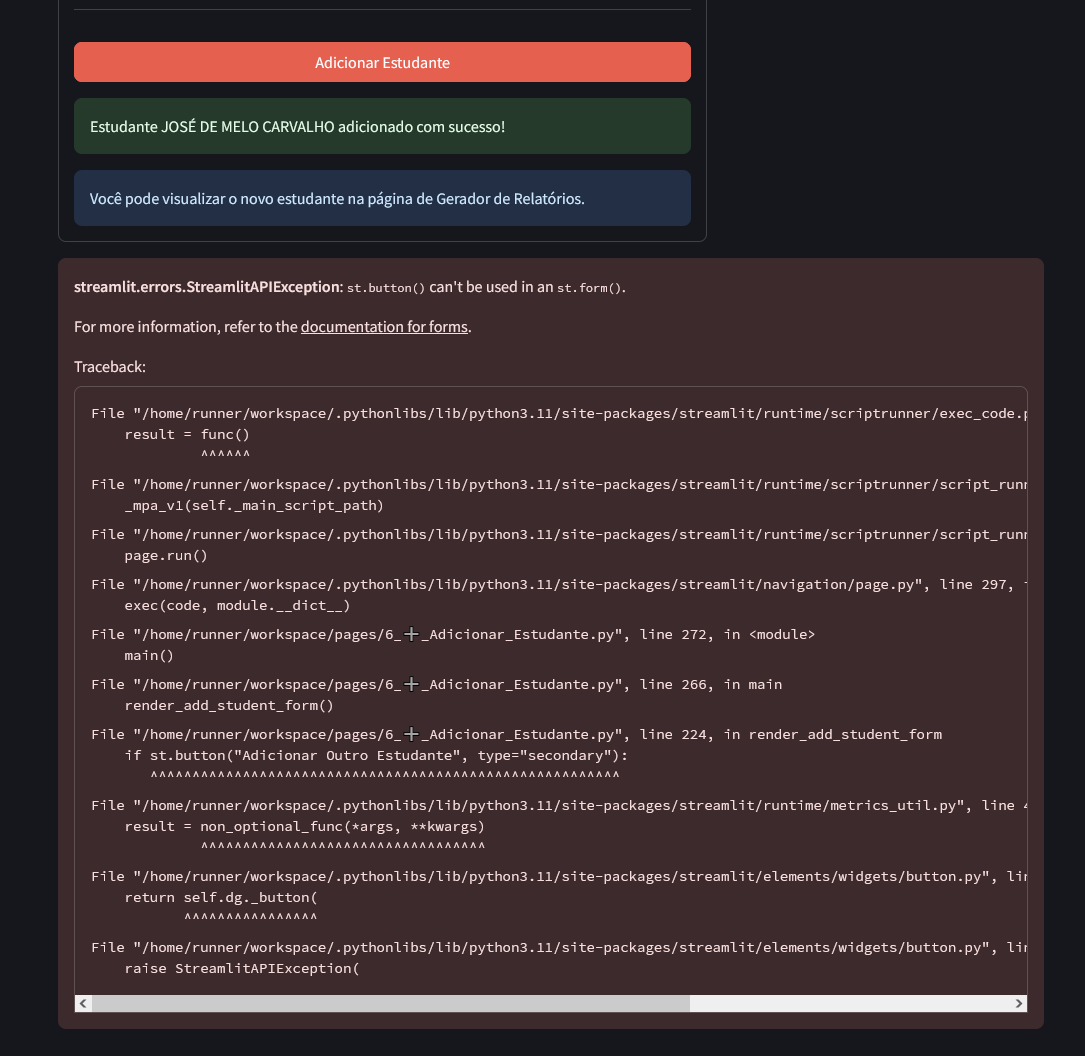 Adicionar Estudante
Estudante JOSÉ DE MELO CARVALHO adicionado com sucesso!
Você pode visualizar o novo estudante na página de Gerador de Relatórios.
streamlit.errors.StreamlitAPIException: st.button() can't be used in an st.form().
For more information, refer to the documentation for forms.
Traceback:
File "/home/runner/workspace/.pythonlibs/lib/python3.11/site-packages/streamlit/runtime/scriptrunner/exec_code.p
result = func()
^^^^^^
File "/home/runner/workspace/.pythonlibs/lib/python3.11/site-packages/streamlit/runtime/scriptrunner/script_runn
_mpa_v1(self._main_script_path)
File "/home/runner/workspace/.pythonlibs/lib/python3.11/site-packages/streamlit/runtime/scriptrunner/script_runn
page.run()
File "/home/runner/workspace/.pythonlibs/lib/python3.11/site-packages/streamlit/navigation/page.py", line 297,
exec(code, module.__dict__)
File "/home/runner/workspace/pages/6_➕_Adicionar_Estudante.py", line 272, in <module>
main()
File "/home/runner/workspace/pages/6_➕_Adicionar_Estudante.py", line 266, in main
render_add_student_form()
File "/home/runner/workspace/pages/6_➕_Adicionar_Estudante.py", line 224, in render_add_student_form
if st.button("Adicionar Outro Estudante", type="secondary"):
^^^^^^^^^^^^^^^^^^^^^^^^^^^^^^^^^^^^^^^^^^^^^^^^^^^^^^^^
File "/home/runner/workspace/.pythonlibs/lib/python3.11/site-packages/streamlit/runtime/metrics_util.py", line 4
result = non_optional_func(*args, **kwargs)
^^^^^^^^^^^^^^^^^^^^^^^^^^^^^^^^^^
File "/home/runner/workspace/.pythonlibs/lib/python3.11/site-packages/streamlit/elements/widgets/button.py", lin
return self.dg._button(
^^^^^^^^^^^^^^^^
File "/home/runner/workspace/.pythonlibs/lib/python3.11/site-packages/streamlit/elements/widgets/button.py", lin
raise StreamlitAPIException(